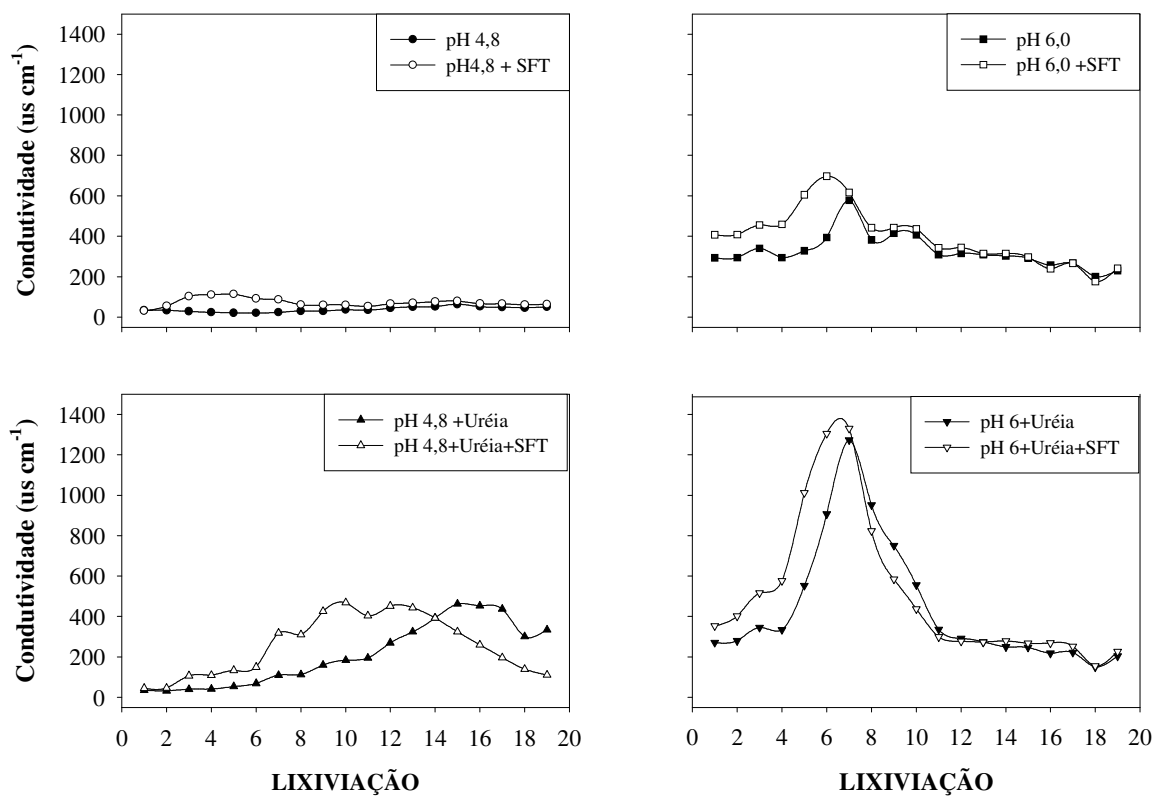 Condutividade (us cm-1)
1400
1200
1000
800
600
400
200
0
pH 4,8
pH4,8 + SFT
pH 6,0
pH 6,0 +SFT
Condutividade (us cm-1)
1400
1200
1000
800
600
400
200
0
pH 4,8 +Uréia
pH 4,8+Uréia+SFT
0 2 4 6 8 10 12 14 16 18 20
LIXIVIAÇÃO
pH 6+Uréia
pH 6+Uréia+SFT
0 2 4 6 8 10 12 14 16 18 20
LIXIVIAÇÃO